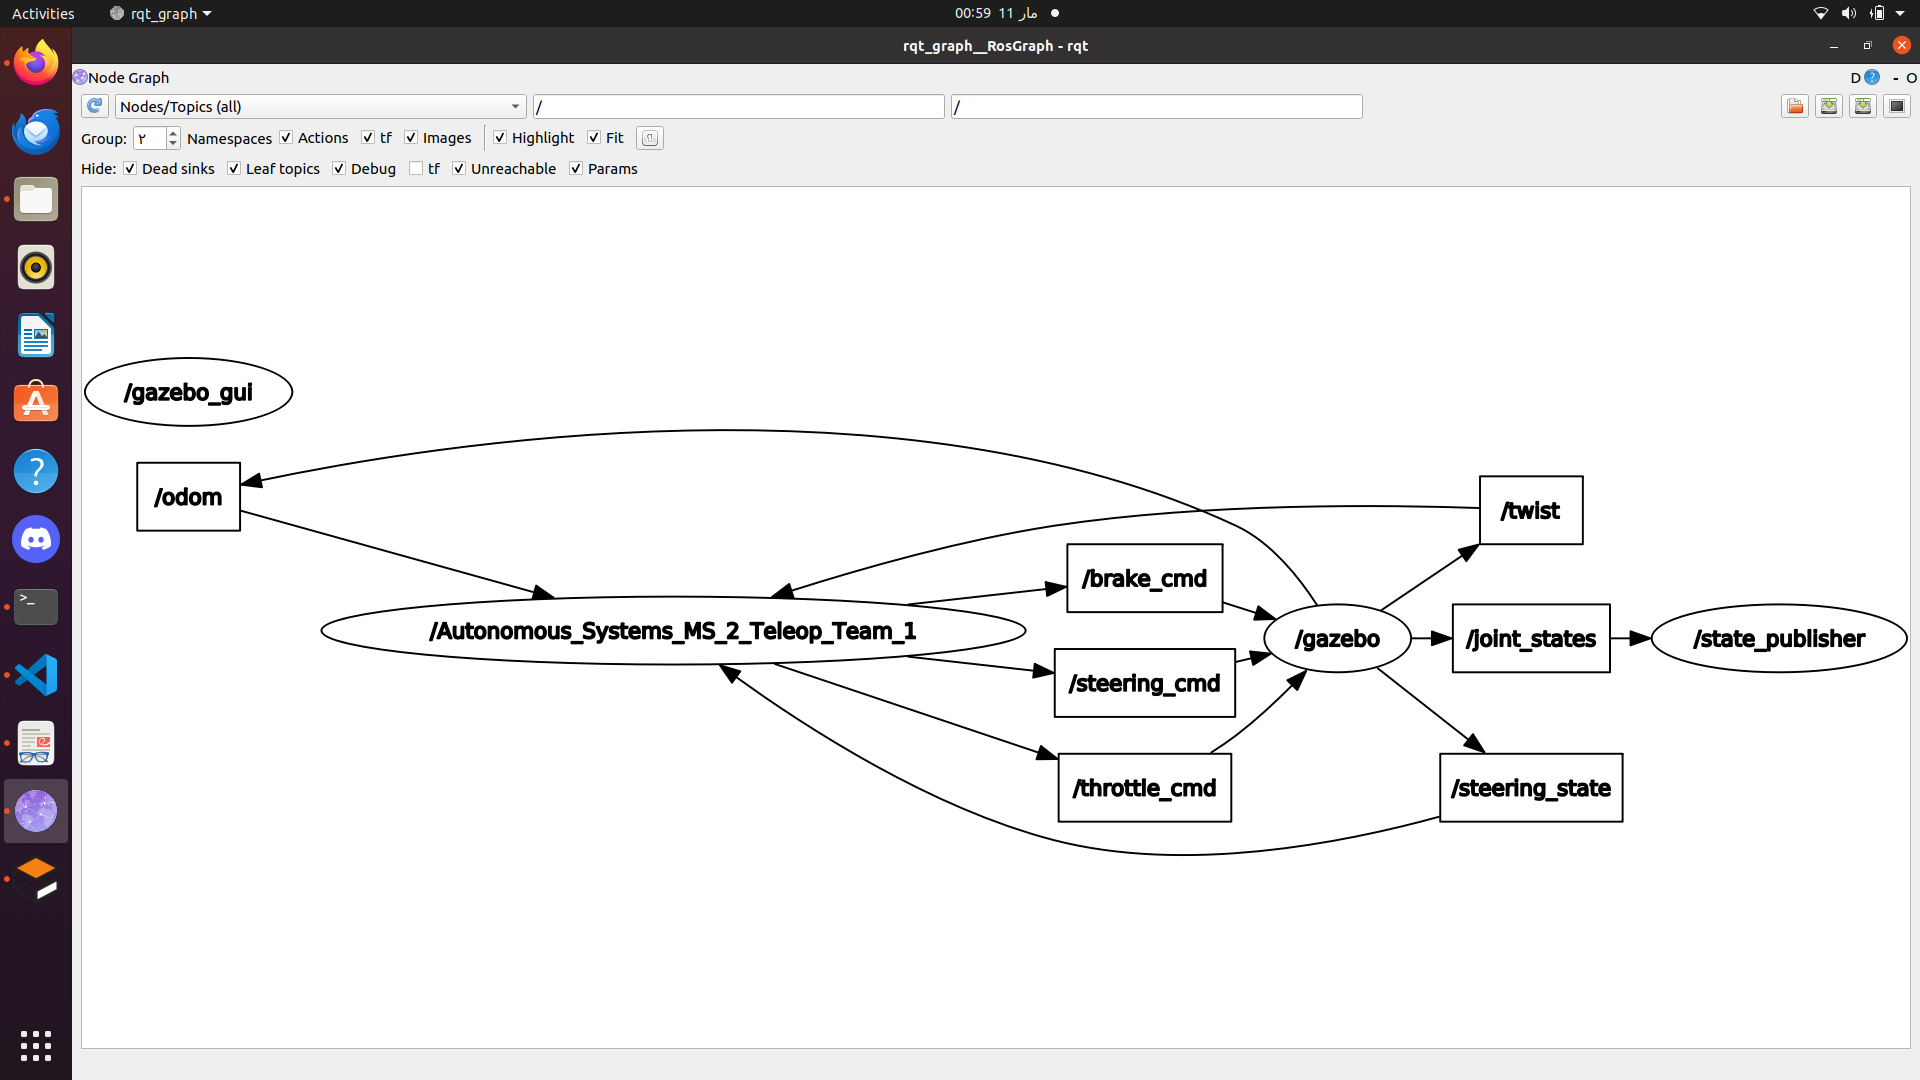 Activities
rqt_graph
00:59 11 مار
rqt_graph__RosGraph - rqt
Node Graph
D ? - O
Nodes/Topics (all)
/
/
Group: ٢ Namespaces Actions tf Images Highlight Fit
Hide: Dead sinks Leaf topics Debug tf Unreachable Params
/gazebo_gui
/odom
/twist
/brake_cmd
/Autonomous_Systems_MS_2_Teleop_Team_1
/gazebo
/joint_states
/state_publisher
/steering_cmd
/throttle_cmd
/steering_state
?
>_